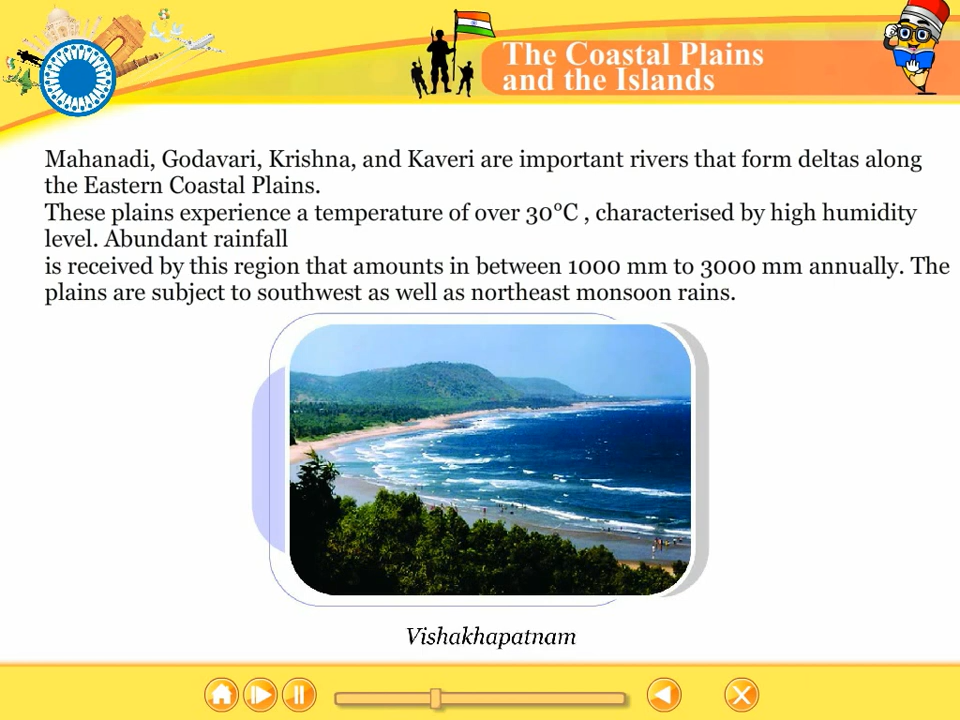 The Coastal Plains
and the Islands
Mahanadi, Godavari, Krishna, and Kaveri are important rivers that form deltas along
the Eastern Coastal Plains.
These plains experience a temperature of over 30°C , characterised by high humidity
level. Abundant rainfall
is received by this region that amounts in between 1000 mm to 3000 mm annually. The
plains are subject to southwest as well as northeast monsoon rains.
Vishakhapatnam